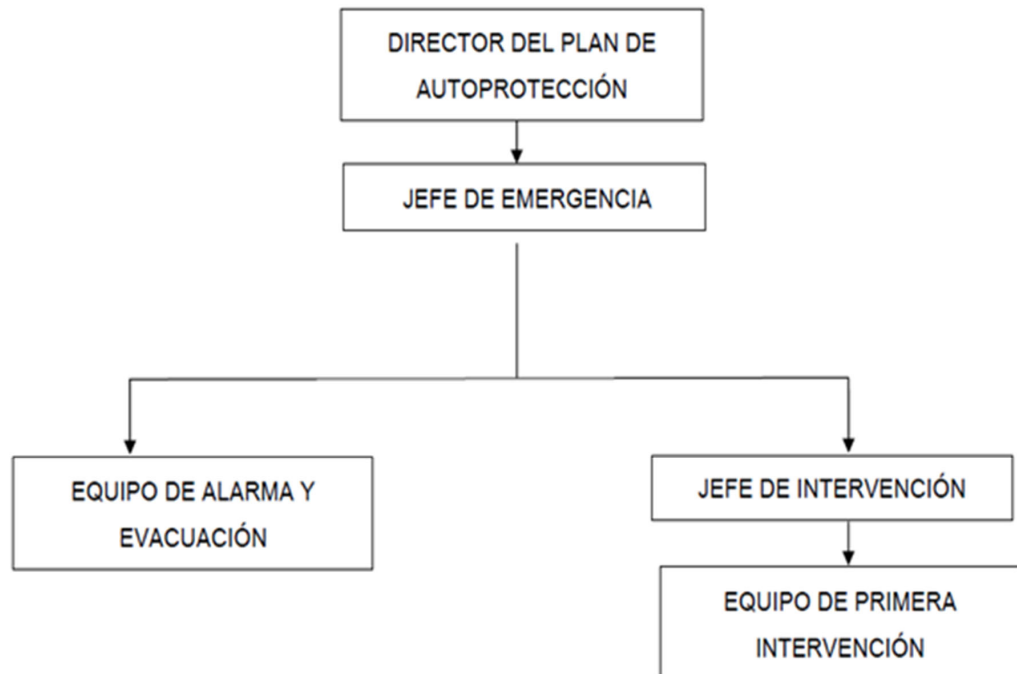 DIRECTOR DEL PLAN DE
AUTOPROTECCIÓN
JEFE DE EMERGENCIA
EQUIPO DE ALARMA Y
EVACUACIÓN
JEFE DE INTERVENCIÓN
EQUIPO DE PRIMERA
INTERVENCIÓN